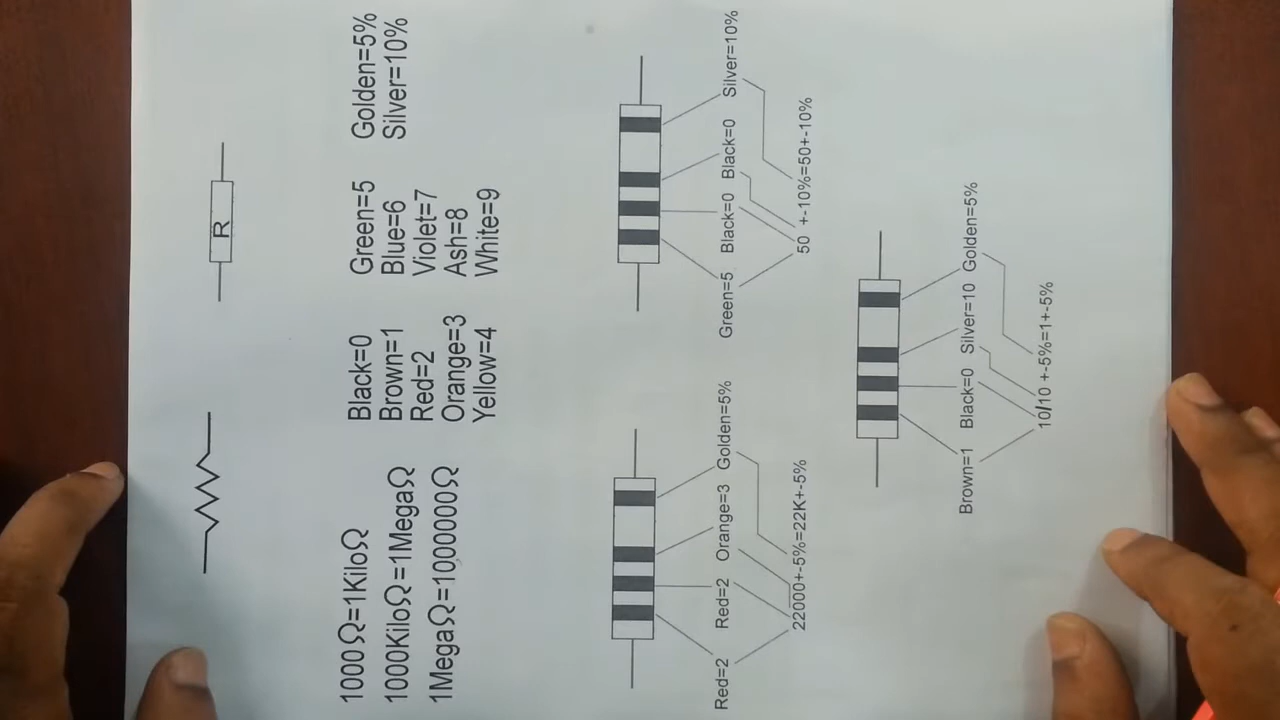 R
1000Ω=1KiloΩ
1000KiloΩ=1MegaΩ
1MegaΩ=10,00000Ω
Black=0
Brown=1
Red=2
Orange=3
Yellow=4
Green=5
Blue=6
Violet=7
Ash=8
White=9
Golden=5%
Silver=10%
Red=2 Red=2 Orange=3 Golden=5%
22000+-5%=22K+-5%
Green=5 Black=0 Black=0 Silver=10%
50 +-10%=50+-10%
Brown=1 Black=0 Silver=10 Golden=5%
10/10 +-5%=1+-5%